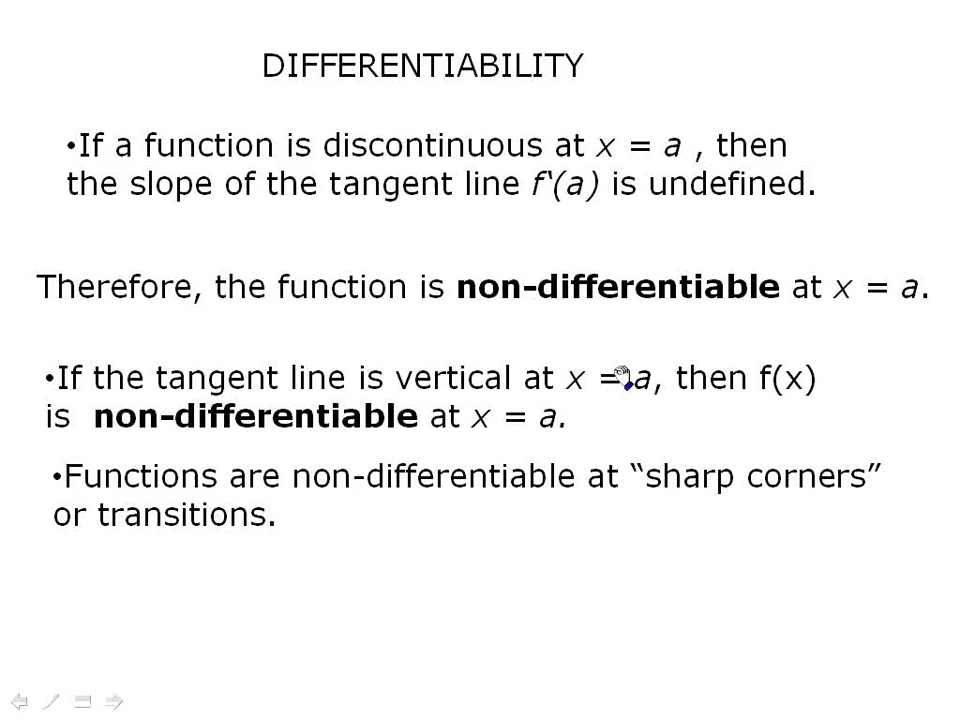 DIFFERENTIABILITY
•If a function is discontinuous at x = a , then
the slope of the tangent line f‘(a) is undefined.
Therefore, the function is non-differentiable at x = a.
•If the tangent line is vertical at x = a, then f(x)
is non-differentiable at x = a.
•Functions are non-differentiable at “sharp corners”
or transitions.